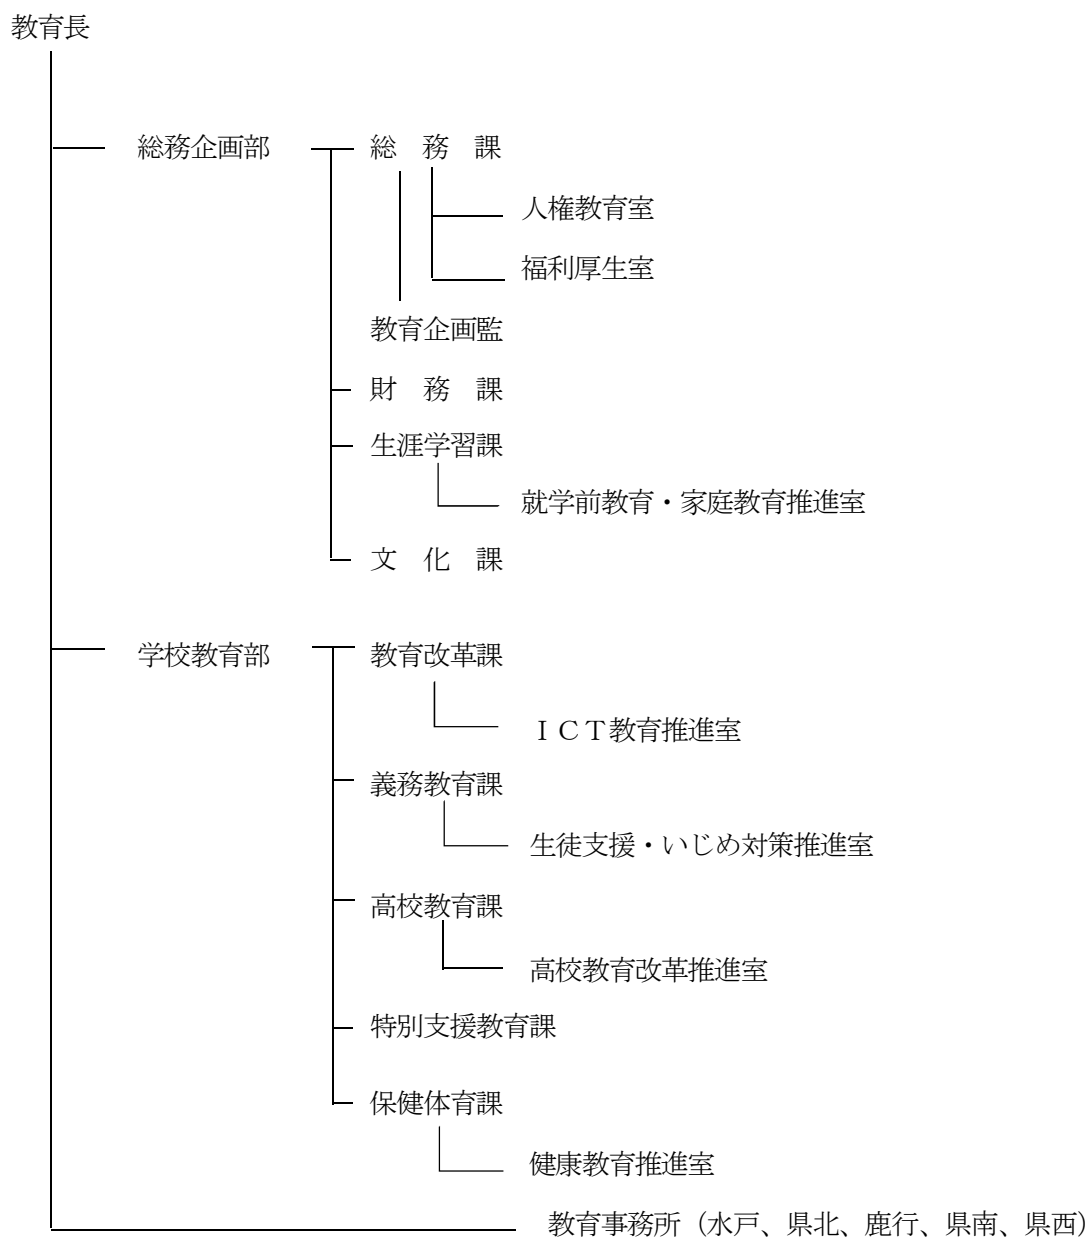 教育長
総務企画部 総　務　課
人権教育室
福利厚生室
教育企画監
財　務　課
生涯学習課
就学前教育・家庭教育推進室
文　化　課
学校教育部 教育改革課
ＩＣＴ教育推進室
義務教育課
生徒支援・いじめ対策推進室
高校教育課
高校教育改革推進室
特別支援教育課
保健体育課
健康教育推進室
教育事務所（水戸、県北、鹿行、県南、県西）